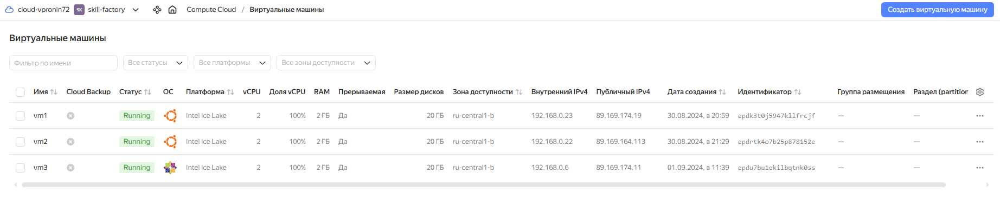 cloud-vpronin72 SK skill-factory Compute Cloud / Виртуальные машины Создать виртуальную машину
Виртуальные машины
Фильтр по имени Все статусы Все платформы Все зоны доступности
Имя Cloud Backup Статус ОС Платформа vCPU Доля vCPU RAM Прерываемая Размер дисков Зона доступности Внутренний IPv4 Публичный IPv4 Дата создания Идентификатор Группа размещения Раздел (partition
vm1 Running Intel Ice Lake 2 100% 2 ГБ Да 20 ГБ ru-central1-b 192.168.0.23 89.169.174.19 30.08.2024, в 20:59 epdk3t0j5947kllfrcjf — —
vm2 Running Intel Ice Lake 2 100% 2 ГБ Да 20 ГБ ru-central1-b 192.168.0.22 89.169.164.113 30.08.2024, в 21:29 epdrtk4o7b25p878152e — —
vm3 Running Intel Ice Lake 2 100% 2 ГБ Да 20 ГБ ru-central1-b 192.168.0.6 89.169.174.11 01.09.2024, в 11:39 epdu7bu1ekilbqtnk0ss — —